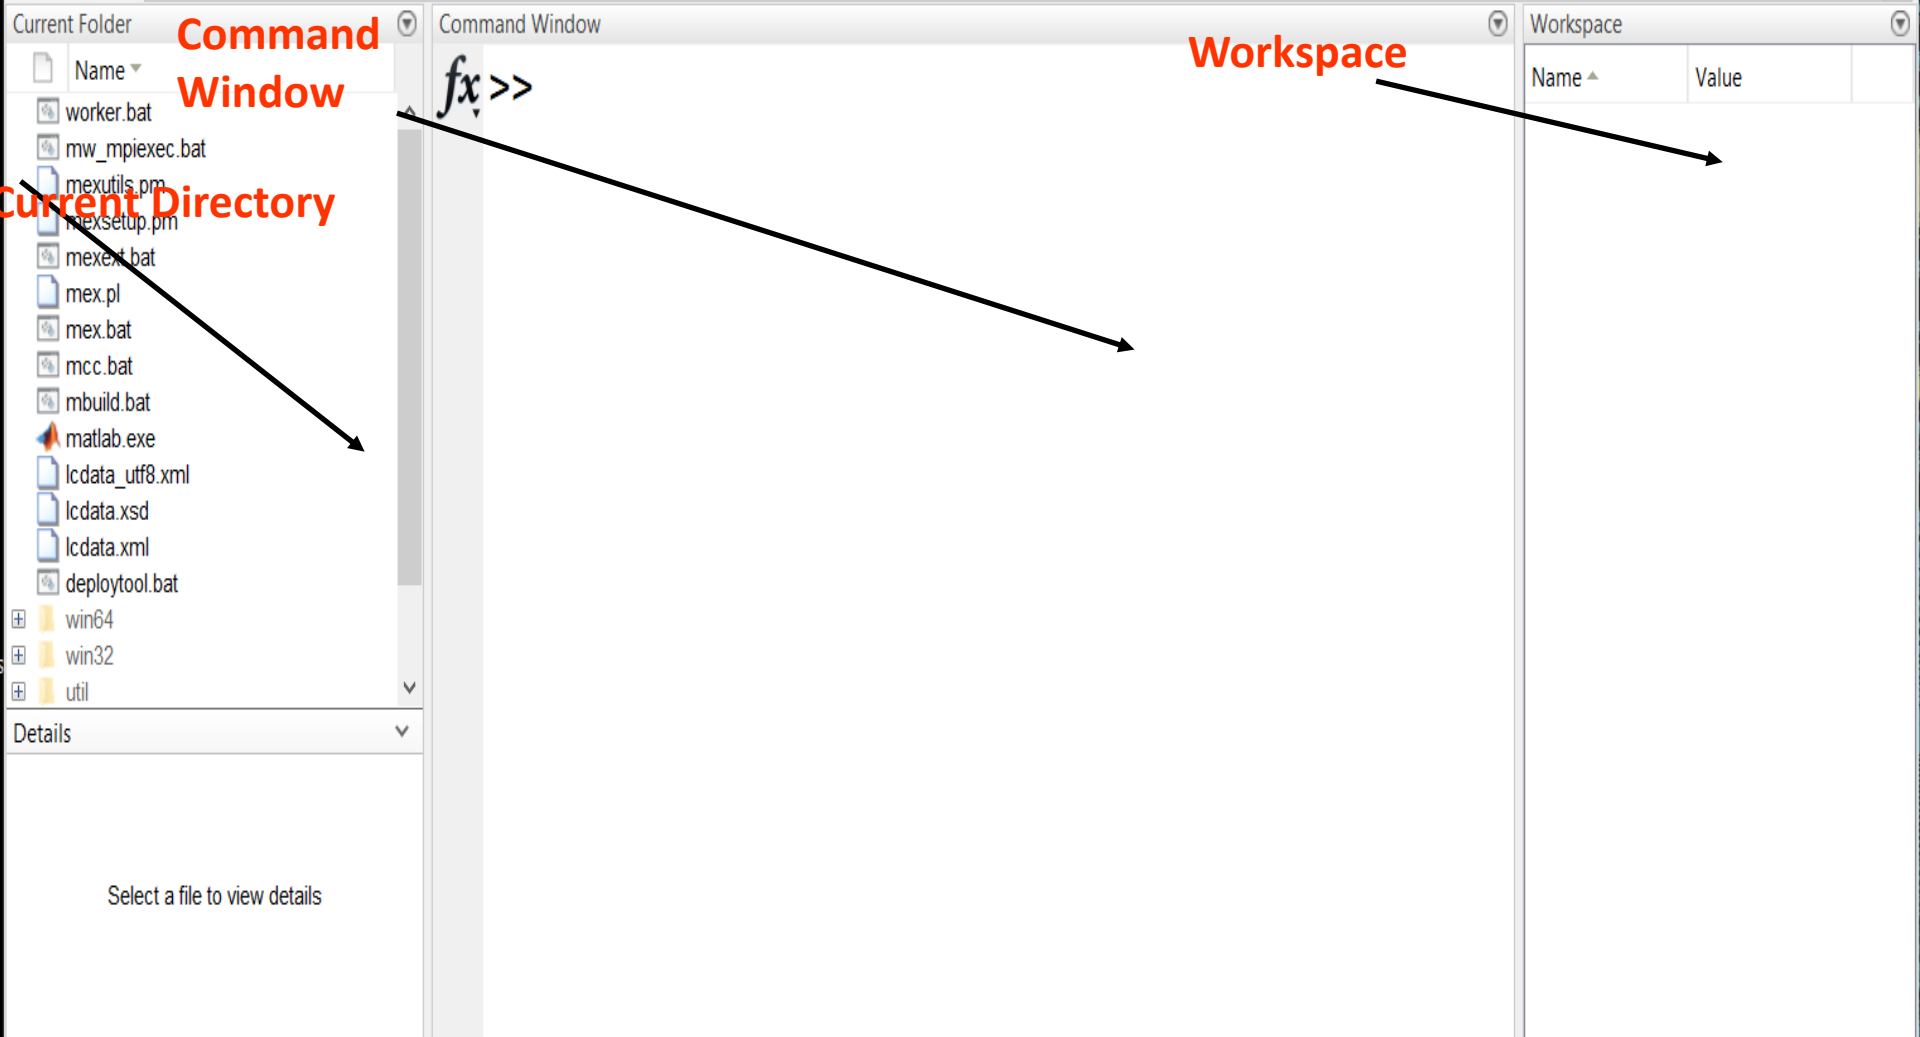 Current Folder
Command
Window
Name
worker.bat
mw_mpiexec.bat
mexutils.pm
Current Directory
mexsetup.pm
mexext.bat
mex.pl
mex.bat
mcc.bat
mbuild.bat
matlab.exe
lcdata_utf8.xml
lcdata.xsd
lcdata.xml
deploytool.bat
win64
win32
util
Details
Select a file to view details
Command Window
fx >>
Workspace
Workspace
Name Value